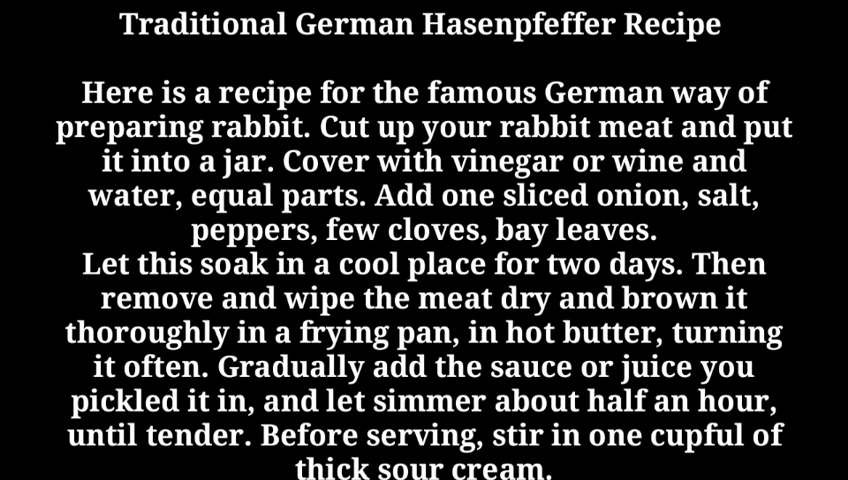 Traditional German Hasenpfeffer Recipe
Here is a recipe for the famous German way of
preparing rabbit. Cut up your rabbit meat and put
it into a jar. Cover with vinegar or wine and
water, equal parts. Add one sliced onion, salt,
peppers, few cloves, bay leaves.
Let this soak in a cool place for two days. Then
remove and wipe the meat dry and brown it
thoroughly in a frying pan, in hot butter, turning
it often. Gradually add the sauce or juice you
pickled it in, and let simmer about half an hour,
until tender. Before serving, stir in one cupful of
thick sour cream.